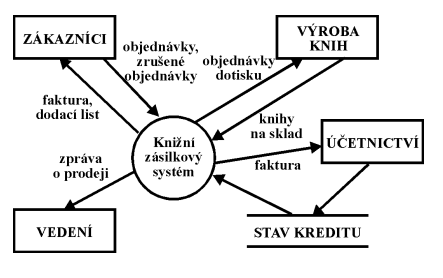 ZÁKAZNÍCI
objednávky,
zrušené
objednávky
VÝROBA
KNIH
objednávky
dotisku
faktura,
dodací list
knihy
na sklad
Knižní
zásilkový
systém
ÚČETNICTVÍ
faktura
zpráva
o prodeji
VEDENÍ
STAV KREDITU